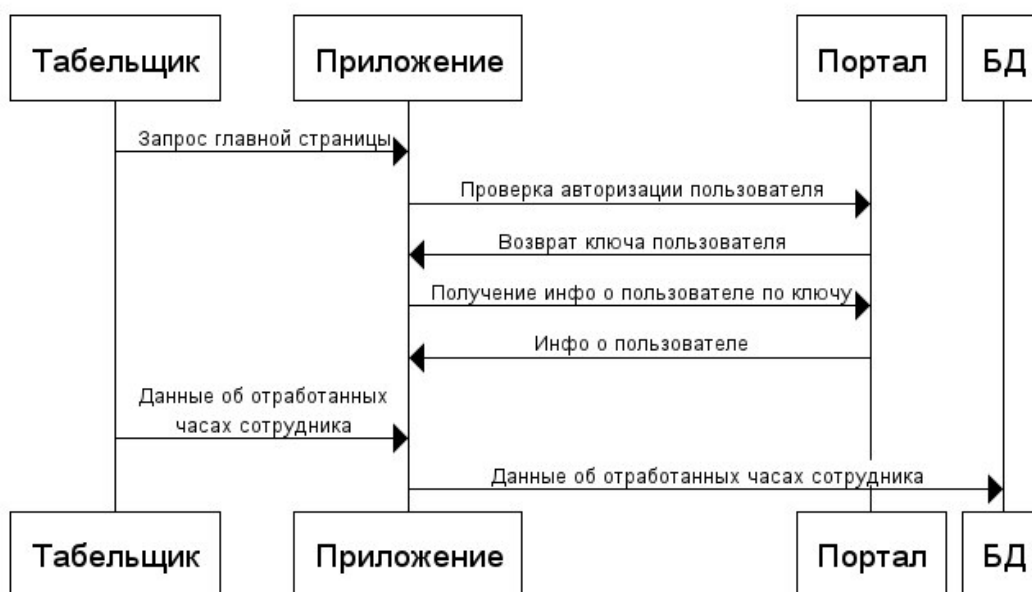 Табельщик
Приложение
Портал
БД
Запрос главной страницы
Проверка авторизации пользователя
Возврат ключа пользователя
Получение инфо о пользователе по ключу
Инфо о пользователе
Данные об отработанных
часах сотрудника
Данные об отработанных часах сотрудника
Табельщик
Приложение
Портал
БД